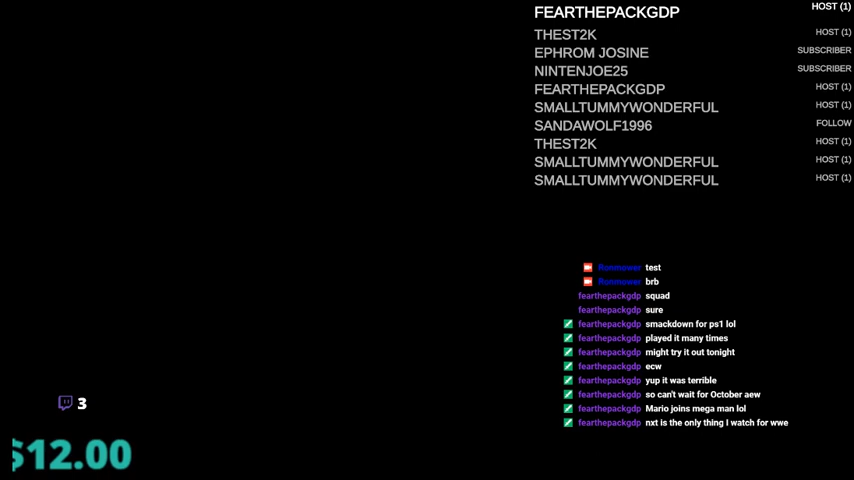 FEARTHEPACKGDP HOST (1)
THEST2K HOST (1)
EPHROM JOSINE SUBSCRIBER
NINTENJOE25 SUBSCRIBER
FEARTHEPACKGDP HOST (1)
SMALLTUMMYWONDERFUL HOST (1)
SANDAWOLF1996 FOLLOW
THEST2K HOST (1)
SMALLTUMMYWONDERFUL HOST (1)
SMALLTUMMYWONDERFUL HOST (1)
Ronmower test
Ronmower brb
fearthepackgdp squad
fearthepackgdp sure
fearthepackgdp smackdown for ps1 lol
fearthepackgdp played it many times
fearthepackgdp might try it out tonight
fearthepackgdp ecw
fearthepackgdp yup it was terrible
fearthepackgdp so can't wait for October aew
fearthepackgdp Mario joins mega man lol
fearthepackgdp nxt is the only thing I watch for wwe
3
$12.00